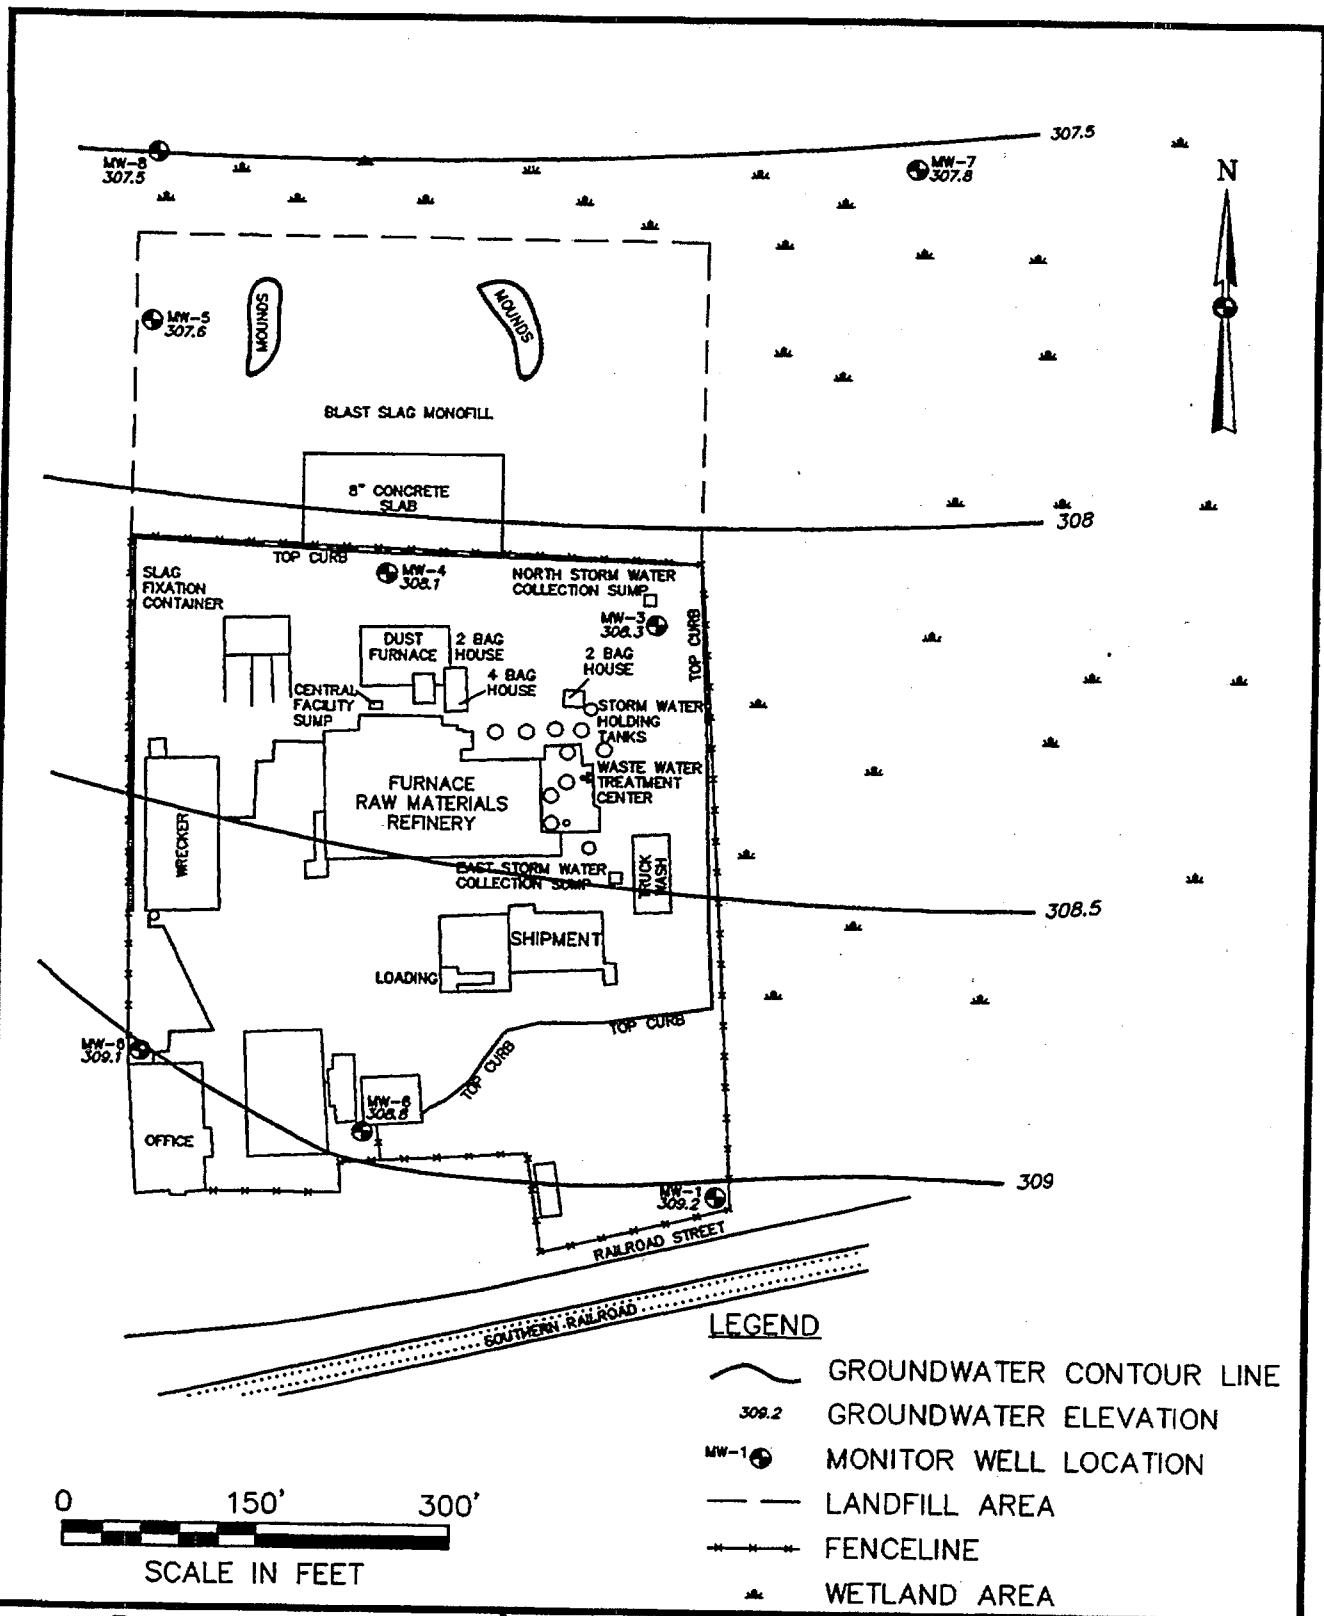 307.5
MW-8
307.5
MW-7
307.8
N
MW-5
307.6
MOUNDS
MOUNDS
BLAST SLAG MONOFILL
8" CONCRETE
SLAB
308
TOP CURB
MW-4
308.1
NORTH STORM WATER
COLLECTION SUMP
SLAG
FIXATION
CONTAINER
MW-3
308.3
TOP CURB
DUST
FURNACE
2 BAG
HOUSE
4 BAG
HOUSE
2 BAG
HOUSE
CENTRAL
FACILITY
SUMP
STORM WATER
HOLDING
TANKS
FURNACE
RAW MATERIALS
REFINERY
WASTE WATER
TREATMENT
CENTER
WRECKER
EAST STORM WATER
COLLECTION SUMP
TRUCK
WASH
308.5
SHIPMENT
LOADING
TOP CURB
TOP CURB
309.1
MW-6
308.8
OFFICE
309
MW-1
309.2
RAILROAD STREET
SOUTHERN RAILROAD
LEGEND
GROUNDWATER CONTOUR LINE
309.2 GROUNDWATER ELEVATION
MW-1 MONITOR WELL LOCATION
LANDFILL AREA
FENCELINE
WETLAND AREA
0 150' 300'
SCALE IN FEET